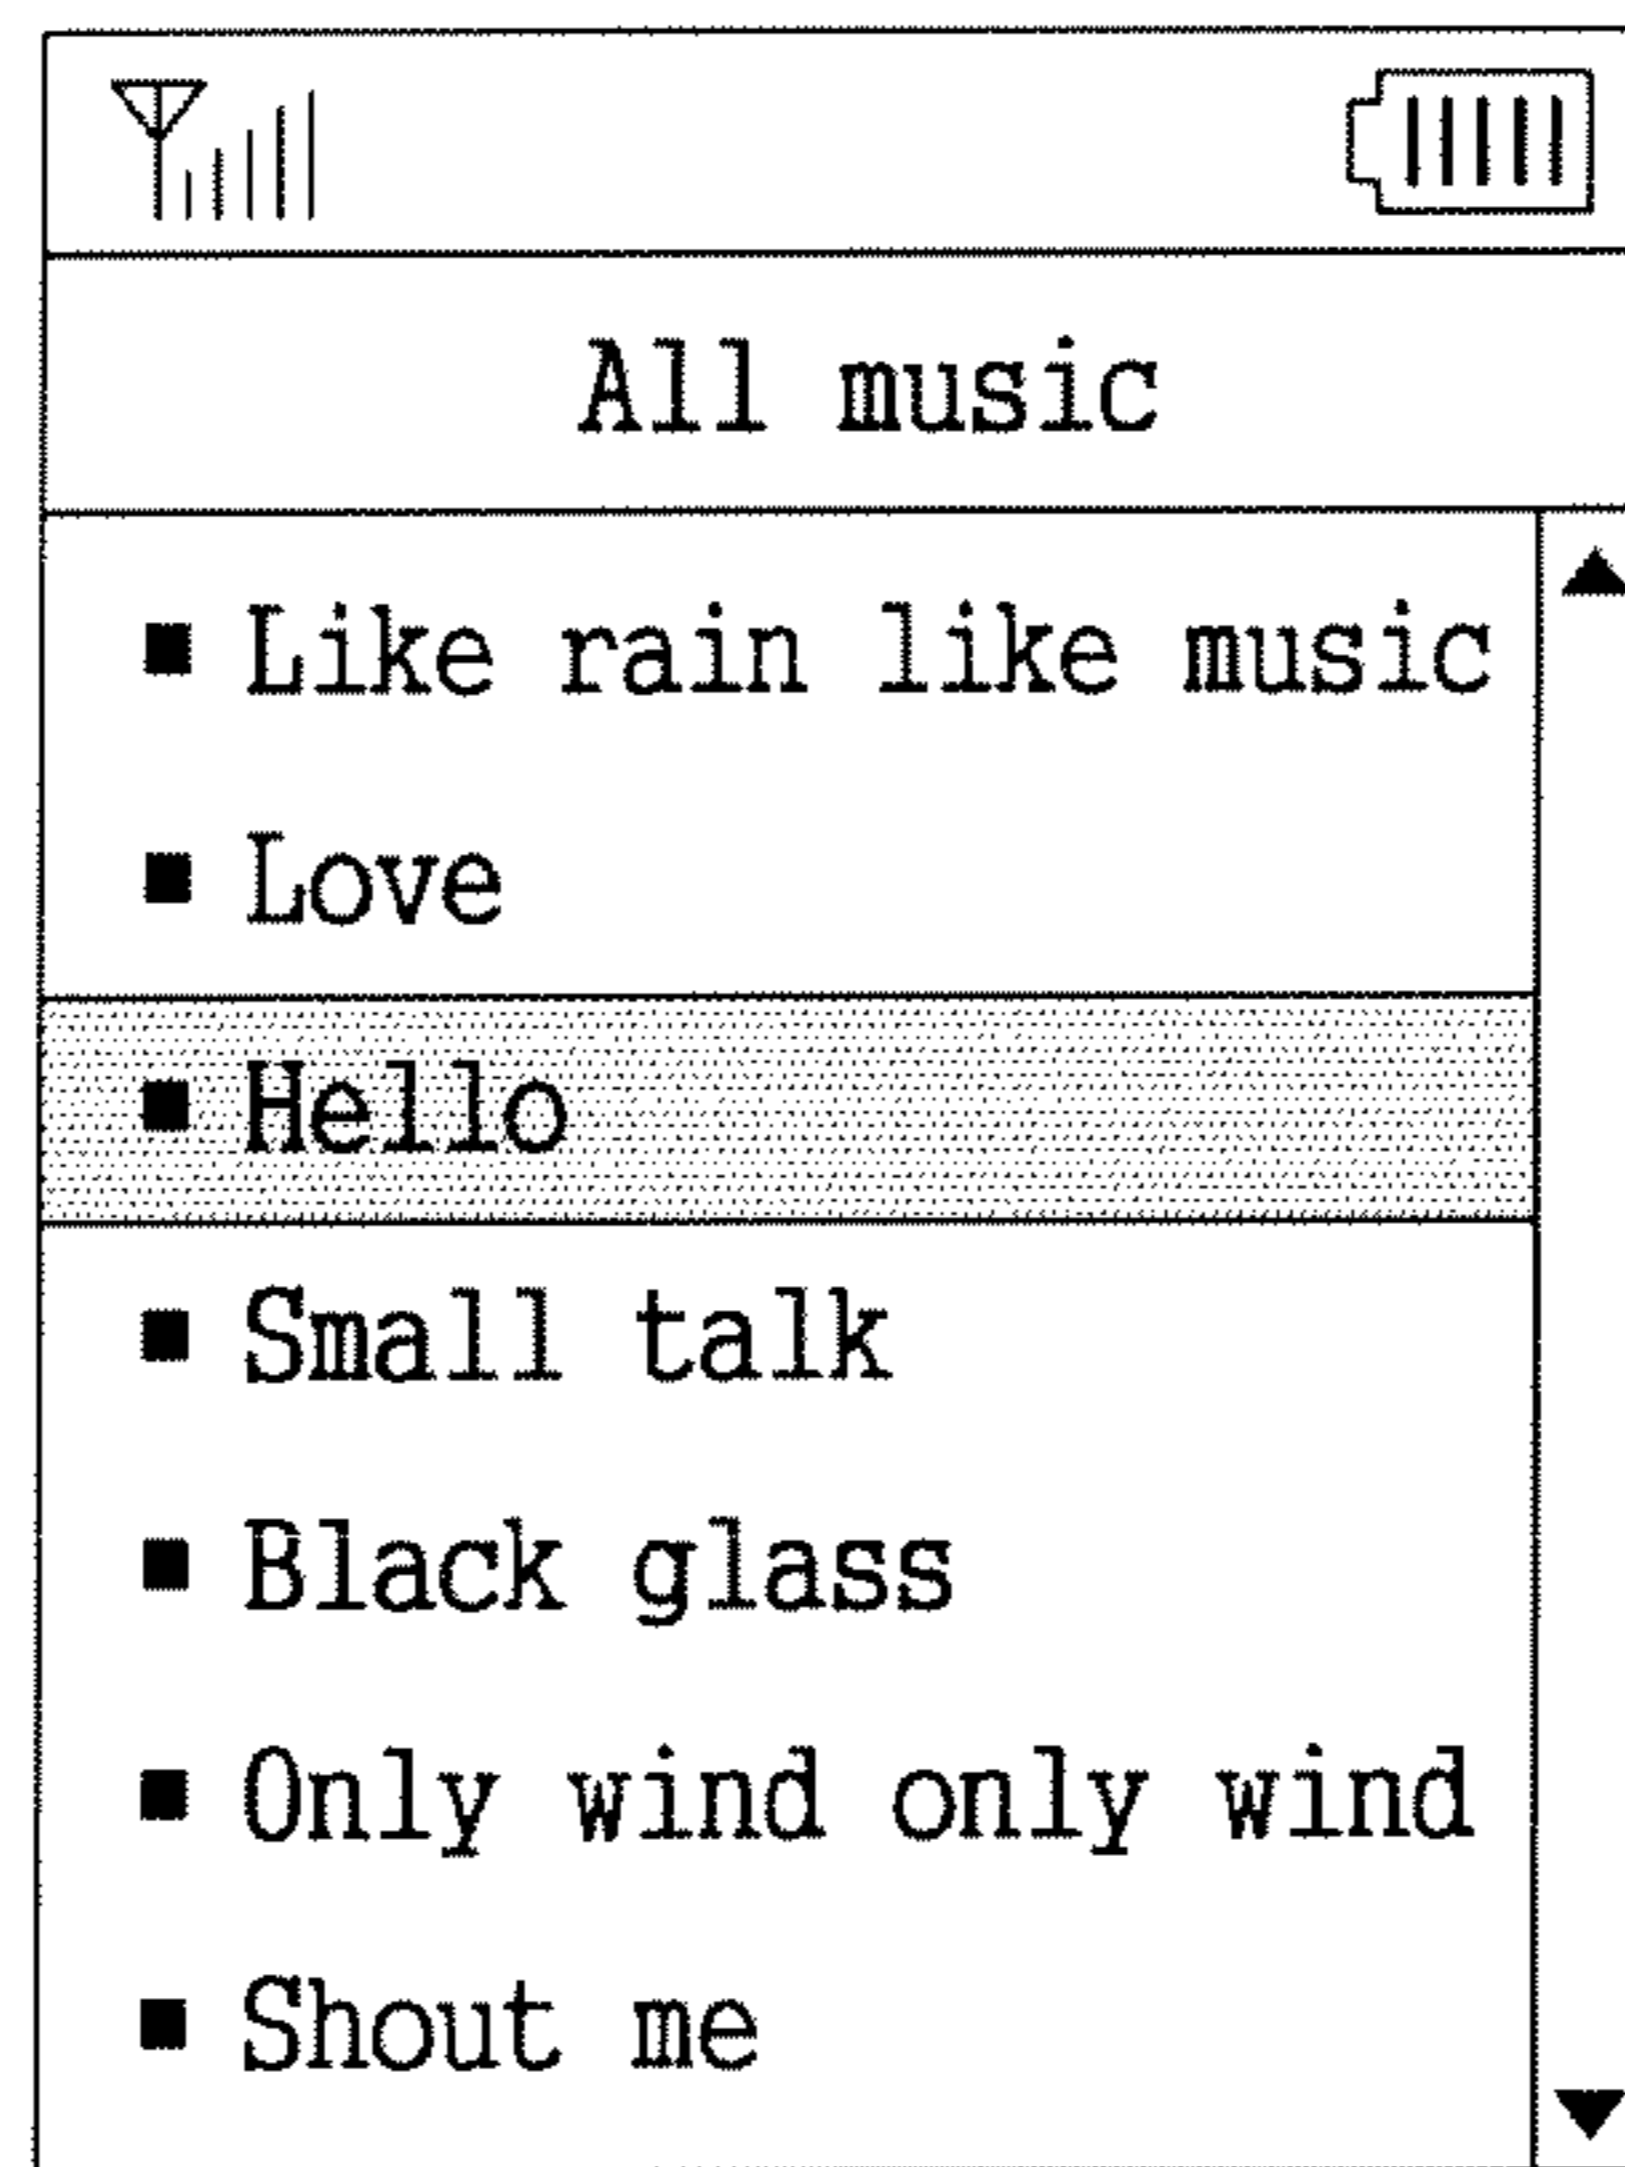 All music
■ Like rain like music
■ Love
■ Hello
■ Small talk
■ Black glass
■ Only wind only wind
■ Shout me